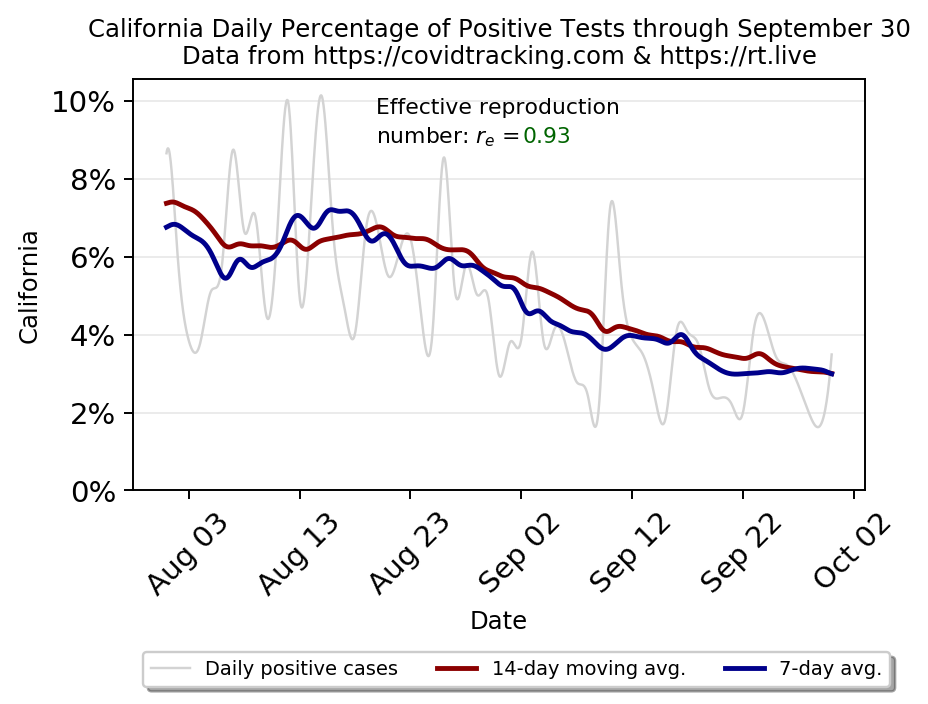 California Daily Percentage of Positive Tests through September 30
Data from https://covidtracking.com & https://rt.live
Effective reproduction
number: rₑ = 0.93
10%
8%
6%
4%
2%
0%
California
Aug 03
Aug 13
Aug 23
Sep 02
Sep 12
Sep 22
Oct 02
Date
Daily positive cases
14-day moving avg.
7-day avg.